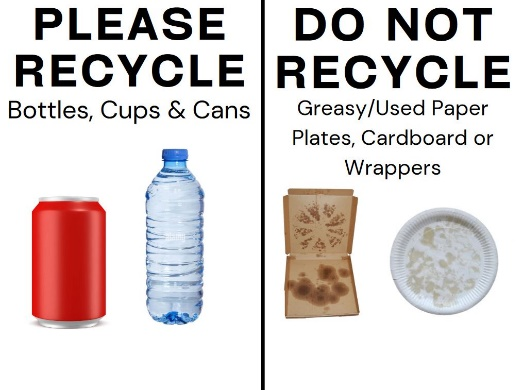 PLEASE
RECYCLE
Bottles, Cups & Cans
DO NOT
RECYCLE
Greasy/Used Paper
Plates, Cardboard or
Wrappers